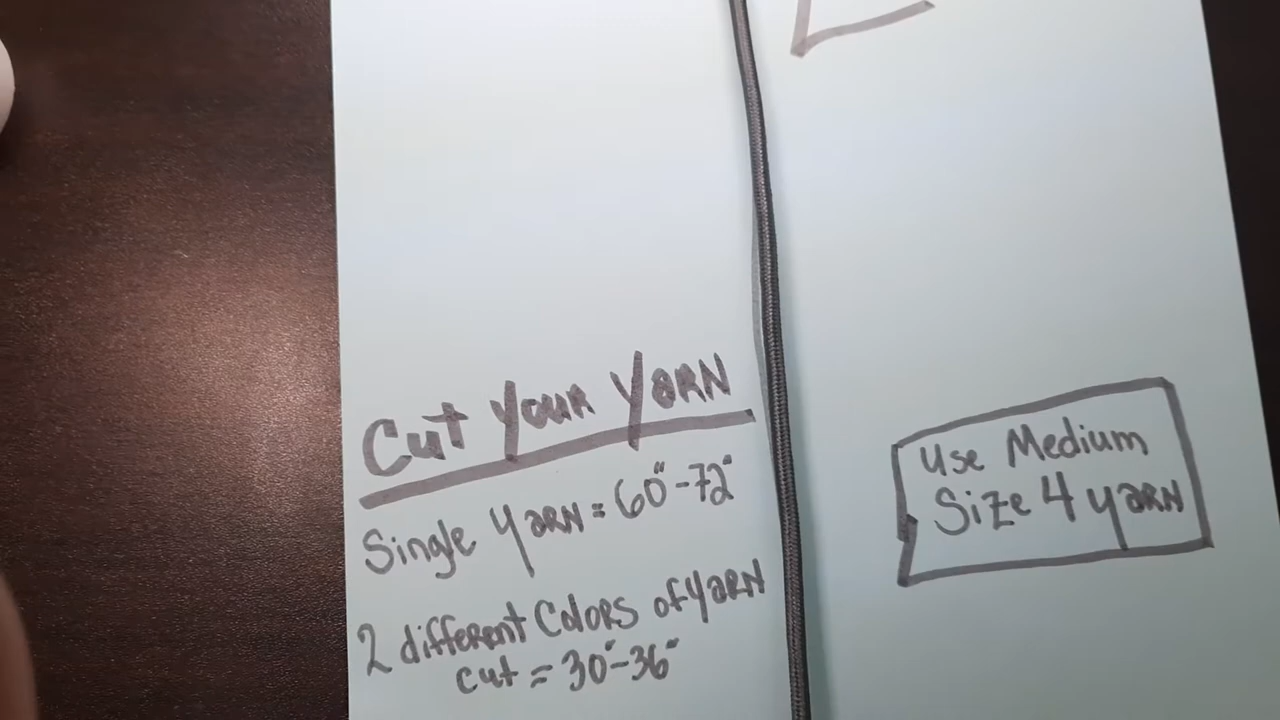 Cut Your Yarn
Single Yarn = 60"-72"
2 different Colors of Yarn
cut = 30"-36"
Use Medium
Size 4 yarn